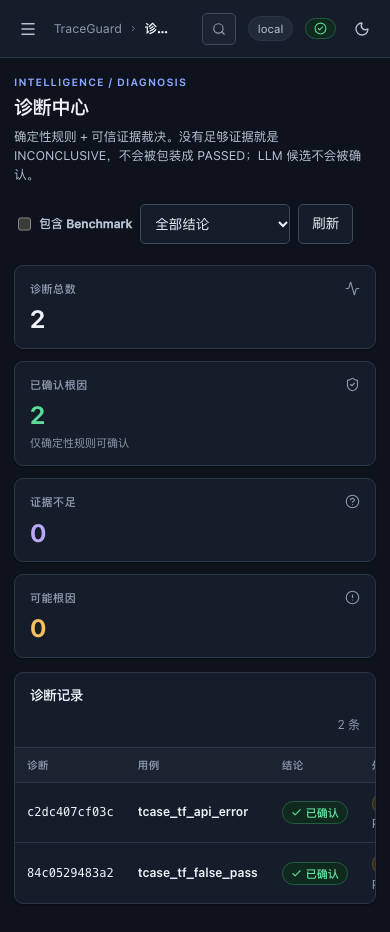 TraceGuard › 诊... local
INTELLIGENCE / DIAGNOSIS
诊断中心
确定性规则 + 可信证据裁决。没有足够证据就是
INCONCLUSIVE，不会被包装成 PASSED；LLM 候选不会被确
认。
包含 Benchmark 全部结论 刷新
诊断总数
2
已确认根因
2
仅确定性规则可确认
证据不足
0
可能根因
0
诊断记录
2 条
诊断 用例 结论
c2dc407cf03c tcase_tf_api_error 已确认
84c0529483a2 tcase_tf_false_pass 已确认